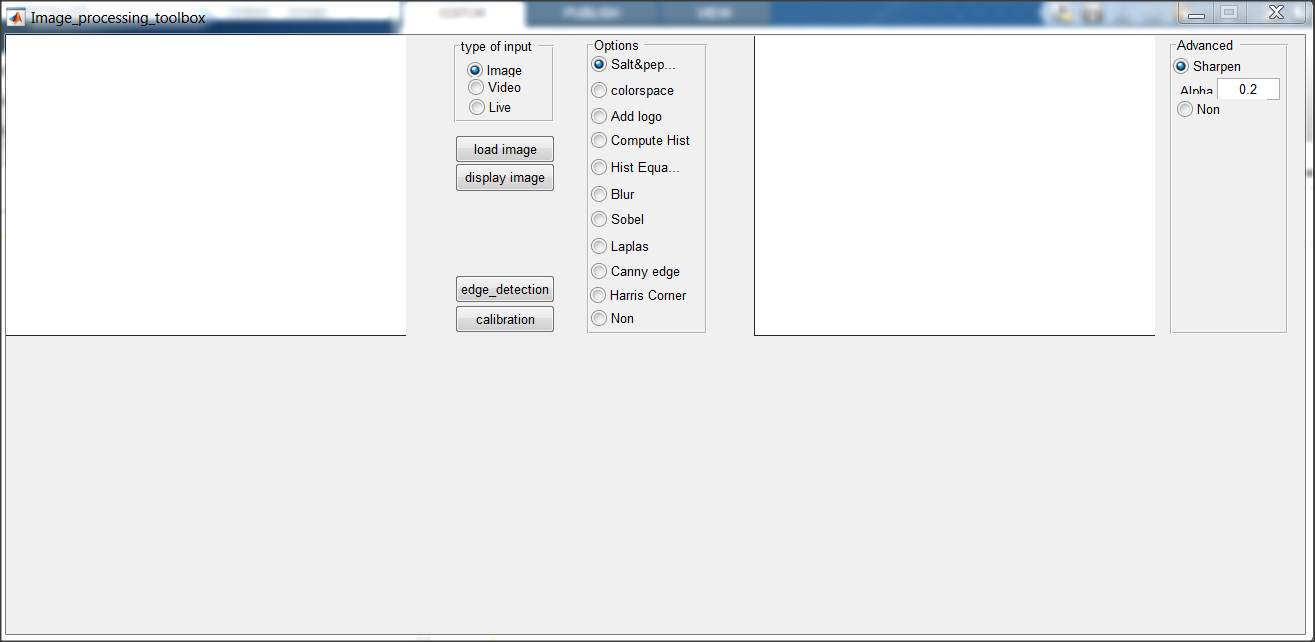 Image_processing_toolbox
EDITOR
PUBLISH
VIEW
type of input
Image
Video
Live
load image
display image
edge_detection
calibration
Options
Salt&pep...
colorspace
Add logo
Compute Hist
Hist Equa...
Blur
Sobel
Laplas
Canny edge
Harris Corner
Non
Advanced
Sharpen
Alpha 0.2
Non